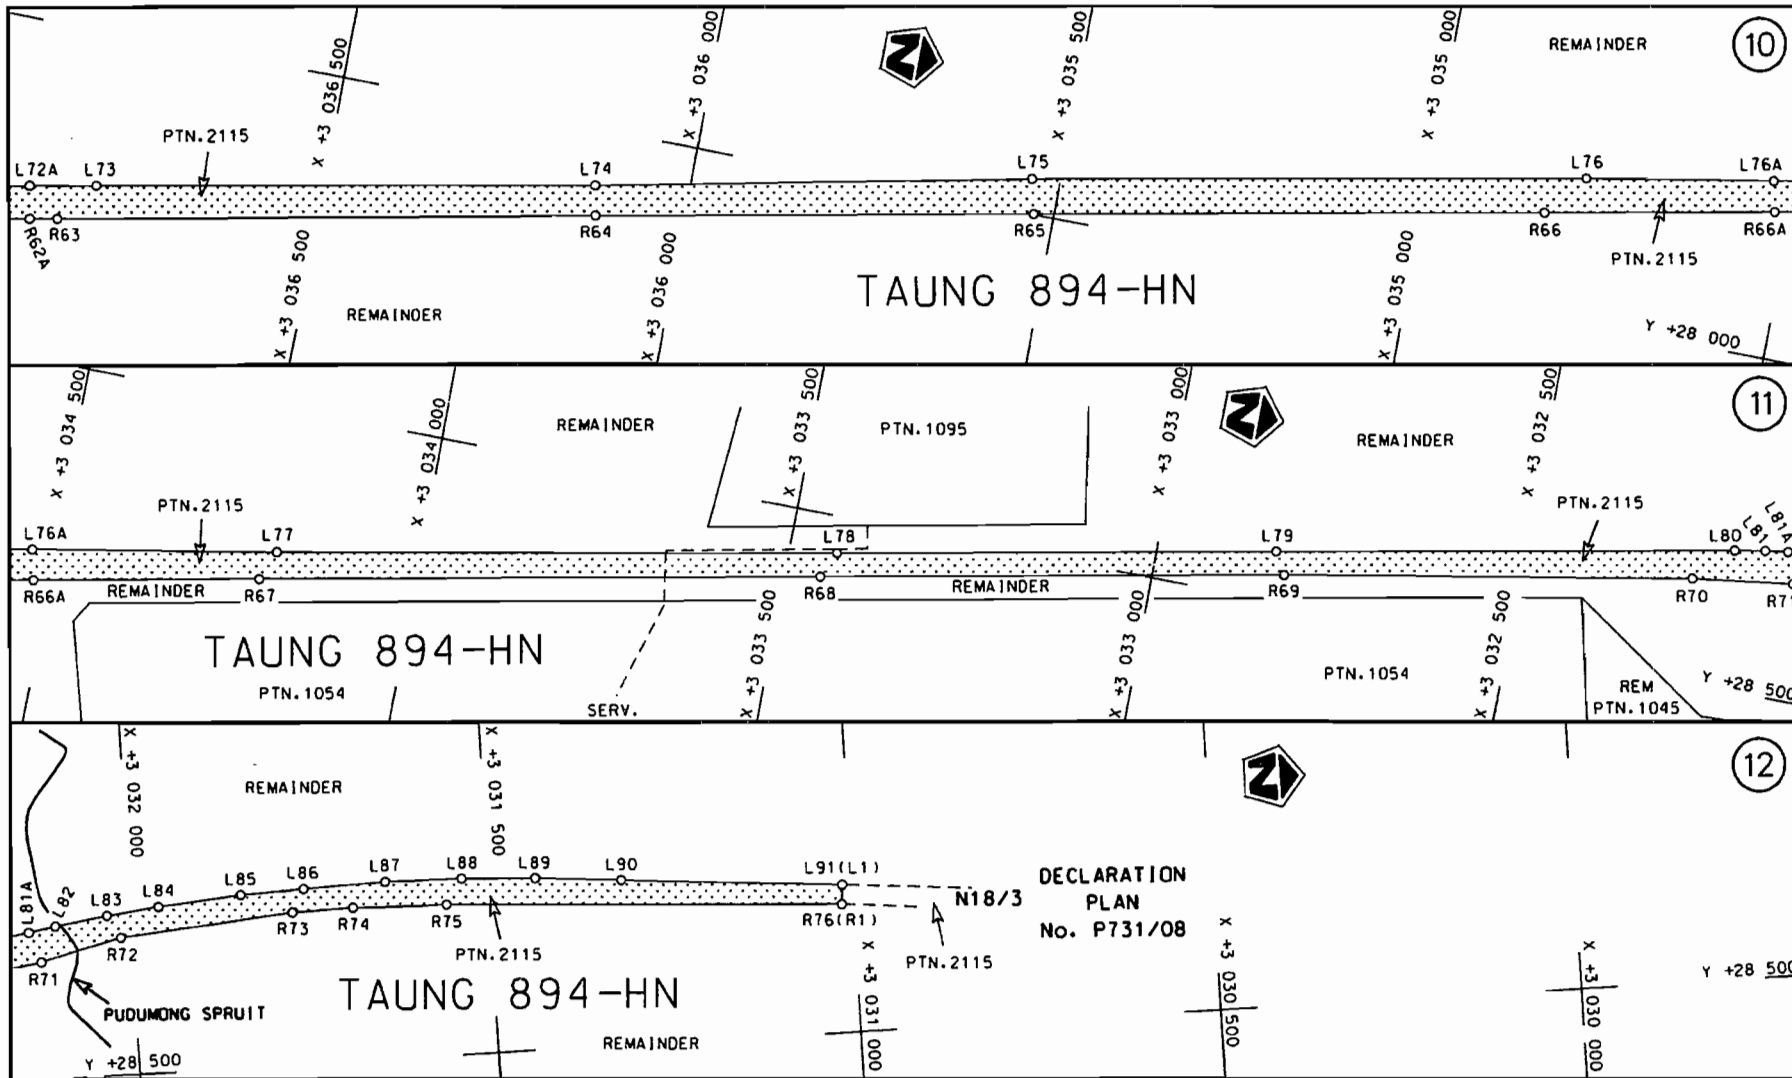 X +3 036 500
X +3 036 000
X +3 035 500
X +3 035 000
REMAINDER
10
N
PTN.2115
L72A
L73
L74
L75
L76
L76A
R62A
R63
R64
R65
R66
R66A
PTN.2115
X +3 036 500
X +3 036 000
TAUNG 894-HN
X +3 035 000
REMAINDER
Y +28 000
X +3 034 500
X +3 034 000
REMAINDER
X +3 033 500
PTN.1095
X +3 033 000
N
REMAINDER
X +3 032 500
11
PTN.2115
PTN.2115
L76A
L77
L78
L79
L80
L81
L81A
R66A
REMAINDER
R67
R68
REMAINDER
R69
R70
TAUNG 894-HN
PTN.1054
SERV.
X +3 033 500
X +3 033 000
PTN.1054
X +3 032 500
REM
PTN.1045
Y +28 500
X +3 032 000
REMAINDER
X +3 031 500
N
12
L81A
L82
L83
L84
L85
L86
L87
L88
L89
L90
L91(L1)
R71
R72
R73
R74
R75
R76(R1)
N18/3
DECLARATION
PLAN
No. P731/08
PTN.2115
PTN.2115
TAUNG 894-HN
PUDUMONG SPRUIT
Y +28 500
REMAINDER
X +3 031 000
X +3 030 500
X +3 030 000
Y +28 500